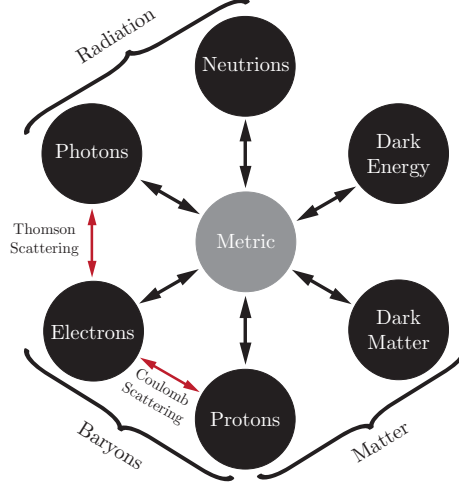 Radiation
Neutrions
Photons
Dark
Energy
Thomson
Scattering
Metric
Electrons
Dark
Matter
Coulomb
Scattering
Protons
Baryons
Matter